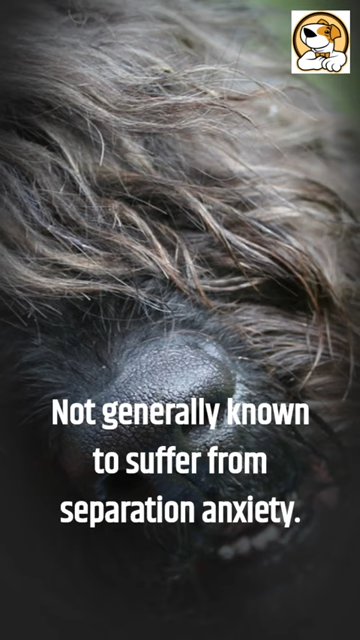 Not generally known
to suffer from
separation anxiety.